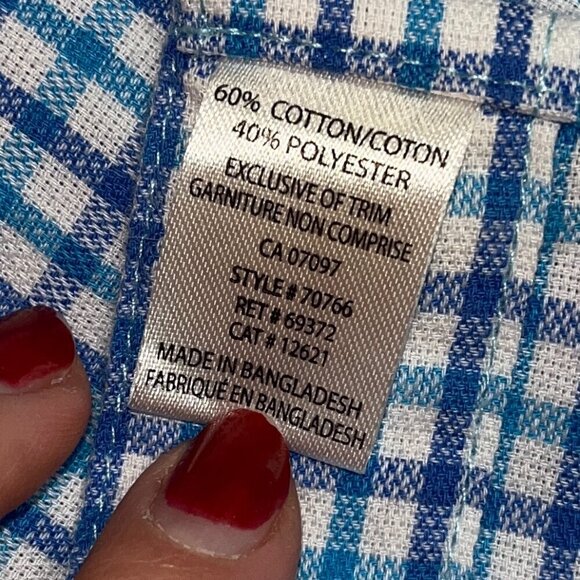 60% COTTON/COTON
40% POLYESTER
EXCLUSIVE OF TRIM
GARNITURE NON COMPRISE
CA 07097
STYLE # 70766
RET # 69372
CAT # 12621
MADE IN BANGLADESH
FABRIQUÉ EN BANGLADESH